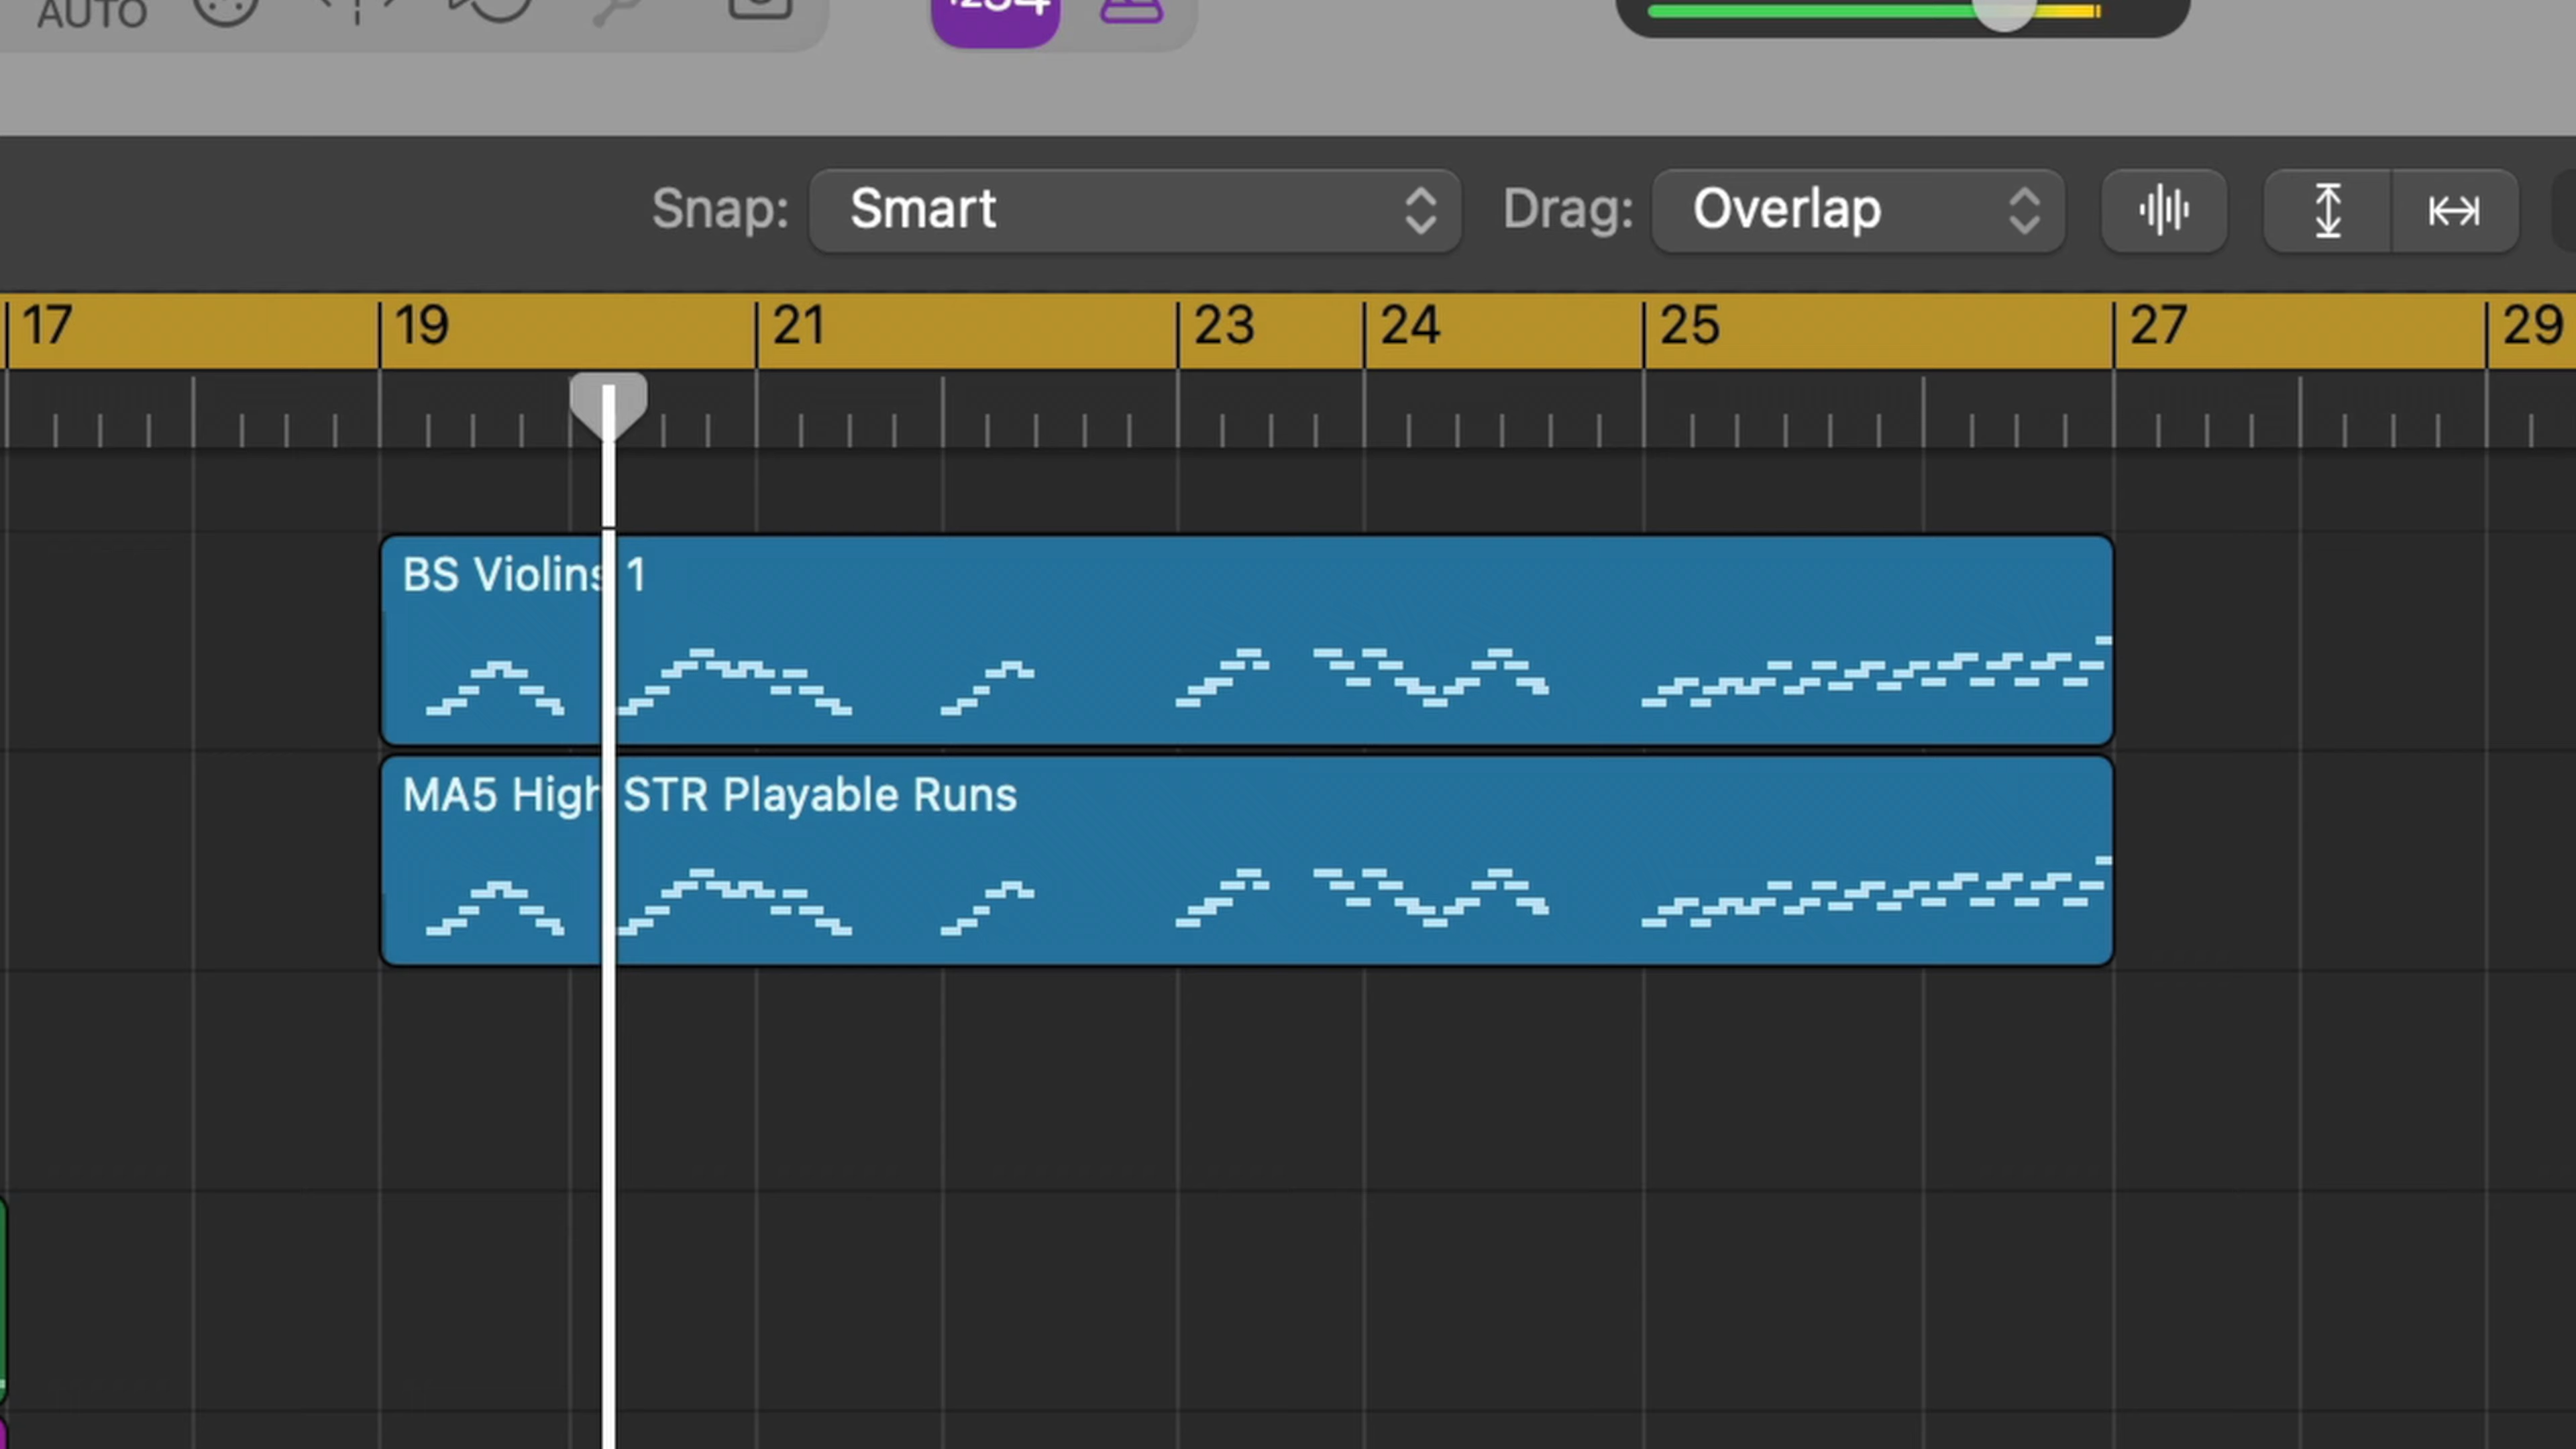 AUTO
1234
Snap: Smart Drag: Overlap
17 19 21 23 24 25 27 29
BS Violins 1
MA5 High STR Playable Runs